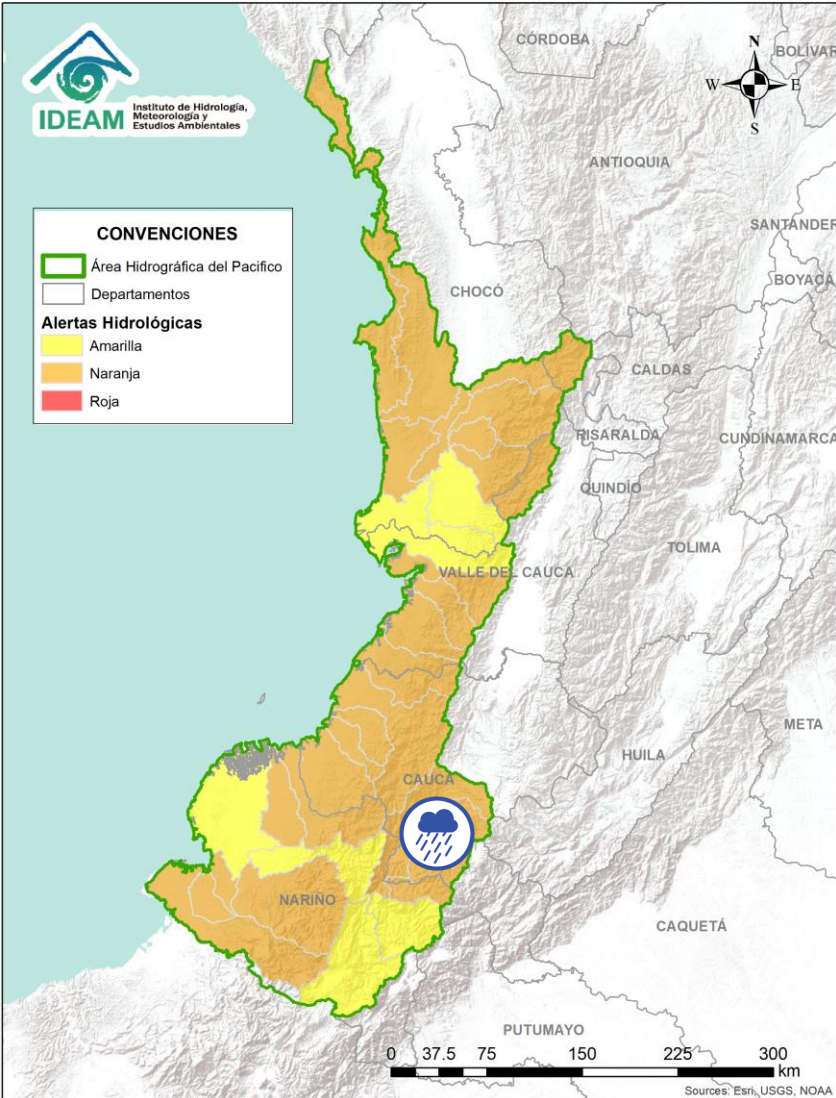 IDEAM
Instituto de Hidrología,
Meteorología y
Estudios Ambientales
CÓRDOBA
BOLÍVAR
N
W
E
S
ANTIOQUIA
SANTANDER
BOYACÁ
CONVENCIONES
Área Hidrográfica del Pacifico
Departamentos
Alertas Hidrológicas
Amarilla
Naranja
Roja
CHOCÓ
CALDAS
RISARALDA
CUNDINAMARCA
QUINDÍO
TOLIMA
VALLE DEL CAUCA
META
HUILA
CAUCA
NARIÑO
CAQUETÁ
PUTUMAYO
0 37.5 75 150 225 300
km
Sources: Esri, USGS, NOAA